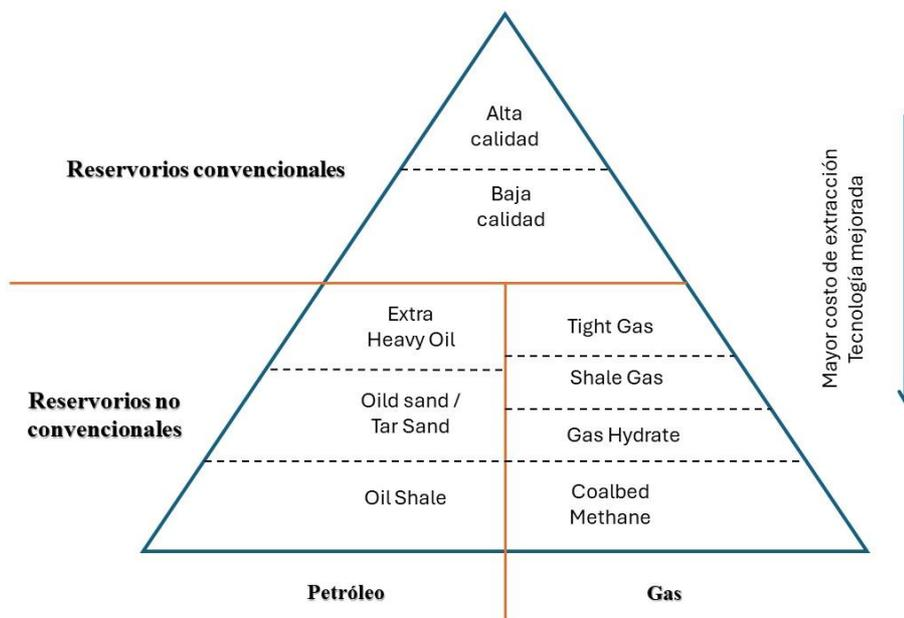 Alta
calidad
Reservorios convencionales
Baja
calidad
Mayor costo de extracción
Tecnología mejorada
Extra
Heavy Oil
Tight Gas
Shale Gas
Reservorios no
convencionales
Oild sand /
Tar Sand
Gas Hydrate
Oil Shale
Coalbed
Methane
Petróleo
Gas